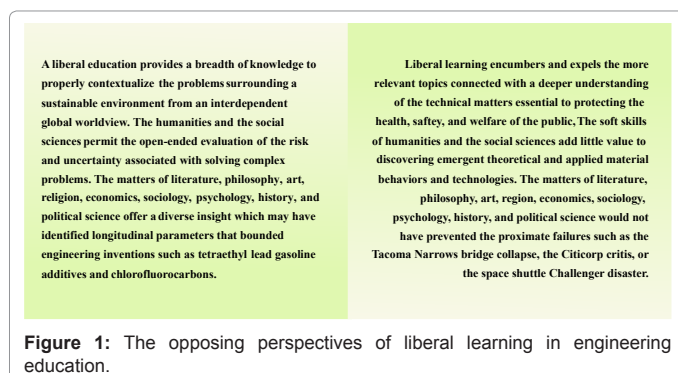 A liberal education provides a breadth of knowledge to
properly contextualize the problems surrounding a
sustainable environment from an interdependent
global worldview. The humanities and the social
sciences permit the open-ended evaluation of the risk
and uncertainty associated with solving complex
problems. The matters of literature, philosophy, art,
religion, economics, sociology, psychology, history, and
political science offer a diverse insight which may have
identified longitudinal parameters that bounded
engineering inventions such as tetraethyl lead gasoline
additives and chlorofluorocarbons.
Liberal learning encumbers and expels the more
relevant topics connected with a deeper understanding
of the technical matters essential to protecting the
health, saftey, and welfare of the public, The soft skills
of humanities and the social sciences add little value to
discovering emergent theoretical and applied material
behaviors and technologies. The matters of literature,
philosophy, art, region, economics, sociology,
psychology, history, and political science would not
have prevented the proximate failures such as the
Tacoma Narrows bridge collapse, the Citicorp critis, or
the space shuttle Challenger disaster.
Figure 1: The opposing perspectives of liberal learning in engineering
education.